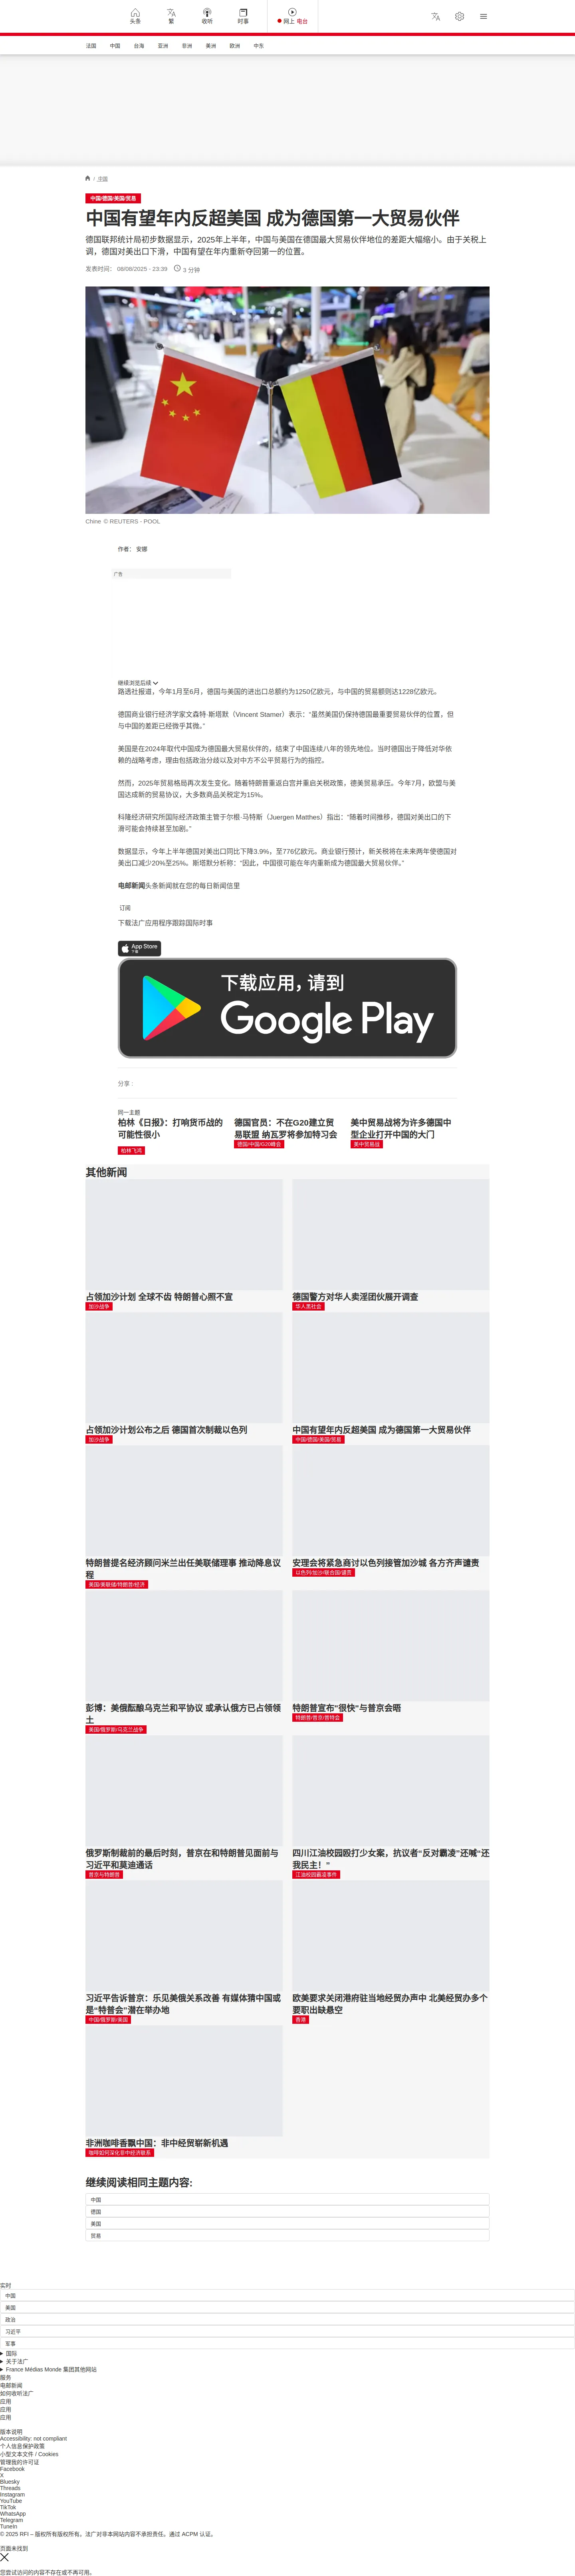 头条
繁
收听
时事
网上 电台
法国
中国
台海
亚洲
非洲
美洲
欧洲
中东
/ 中国
中国/德国/美国/贸易
中国有望年内反超美国 成为德国第一大贸易伙伴
德国联邦统计局初步数据显示，2025年上半年，中国与美国在德国最大贸易伙伴地位的差距大幅缩小。由于关税上
调，德国对美出口下滑，中国有望在年内重新夺回第一的位置。
发表时间： 08/08/2025 - 23:39
3 分钟
Chine © REUTERS - POOL
作者： 安娜
广告
继续浏览后续
路透社报道，今年1月至6月，德国与美国的进出口总额约为1250亿欧元，与中国的贸易额则达1228亿欧元。
德国商业银行经济学家文森特·斯塔默（Vincent Stamer）表示：“虽然美国仍保持德国最重要贸易伙伴的位置，但
与中国的差距已经微乎其微。”
美国是在2024年取代中国成为德国最大贸易伙伴的，结束了中国连续八年的领先地位。当时德国出于降低对华依
赖的战略考虑，理由包括政治分歧以及对中方不公平贸易行为的指控。
然而，2025年贸易格局再次发生变化。随着特朗普重返白宫并重启关税政策，德美贸易承压。今年7月，欧盟与美
国达成新的贸易协议，大多数商品关税定为15%。
科隆经济研究所国际经济政策主管于尔根·马特斯（Juergen Matthes）指出：“随着时间推移，德国对美出口的下
滑可能会持续甚至加剧。”
数据显示，今年上半年德国对美出口同比下降3.9%，至776亿欧元。商业银行预计，新关税将在未来两年使德国对
美出口减少20%至25%。斯塔默分析称：“因此，中国很可能在年内重新成为德国最大贸易伙伴。”
电邮新闻头条新闻就在您的每日新闻信里
订阅
下载法广应用程序跟踪国际时事
App Store
下载
下载应用，请到
Google Play
分享 :
同一主题
柏林《日报》：打响货币战的
可能性很小
柏林飞鸿
德国官员：不在G20建立贸
易联盟 纳瓦罗将参加特习会
德国/中国/G20峰会
美中贸易战将为许多德国中
型企业打开中国的大门
美中贸易战
其他新闻
占领加沙计划 全球不齿 特朗普心照不宣
加沙战争
德国警方对华人卖淫团伙展开调查
华人类社会
占领加沙计划公布之后 德国首次制裁以色列
加沙战争
中国有望年内反超美国 成为德国第一大贸易伙伴
中国/德国/美国/贸易
特朗普提名经济顾问米兰出任美联储理事 推动降息议
程
美国/美联储/特朗普/经济
安理会将紧急商讨以色列接管加沙城 各方齐声谴责
以色列/加沙/联合国/谴责
彭博：美俄酝酿乌克兰和平协议 或承认俄方已占领领
土
美国/俄罗斯/乌克兰战争
特朗普宣布“很快”与普京会晤
特朗普/普京/普特会
俄罗斯制裁前的最后时刻，普京在和特朗普见面前与
习近平和莫迪通话
普京与特朗普
四川江油校园殴打少女案，抗议者“反对霸凌”还喊“还
我民主！”
江油校园霸凌事件
习近平告诉普京：乐见美俄关系改善 有媒体猜中国或
是“特普会”潜在举办地
中国/俄罗斯/美国
欧美要求关闭港府驻当地经贸办声中 北美经贸办多个
要职出缺悬空
香港
非洲咖啡香飘中国：非中经贸崭新机遇
咖啡如何深化非中经济联系
继续阅读相同主题内容:
中国
德国
美国
贸易
实时
中国
美国
政治
习近平
军事
国际
关于法广
France Médias Monde 集团其他网站
服务
电邮新闻
如何收听法广
应用
应用
应用
版本说明
Accessibility: not compliant
个人信息保护政策
小型文本文件 / Cookies
管理我的许可证
Facebook
X
Bluesky
Threads
Instagram
YouTube
TikTok
WhatsApp
Telegram
TuneIn
© 2025 RFI – 版权所有版权所有。法广对非本网站内容不承担责任。通过 ACPM 认证。
页面未找到
您尝试访问的内容不存在或不再可用。